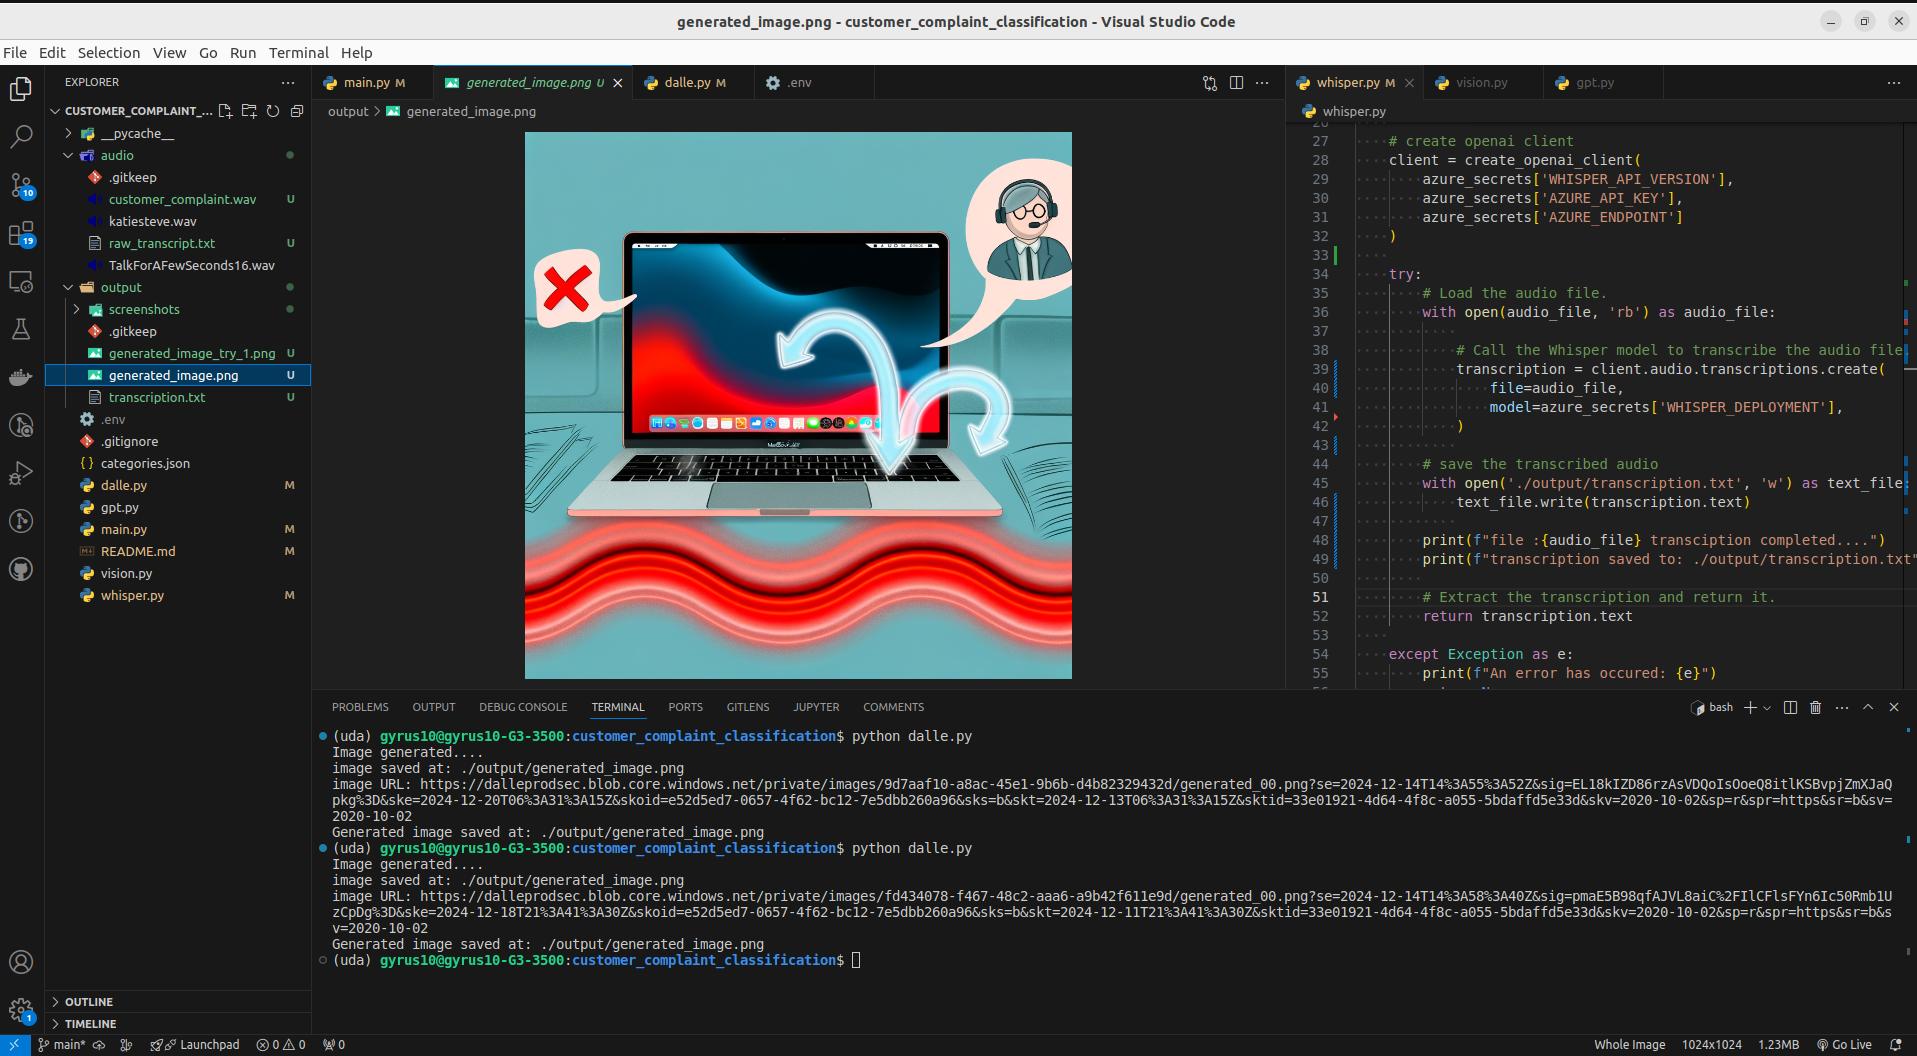 generated_image.png - customer_complaint_classification - Visual Studio Code
File Edit Selection View Go Run Terminal Help
EXPLORER
CUSTOMER_COMPLAINT_...
__pycache__
audio
.gitkeep
customer_complaint.wav U
katiesteve.wav
raw_transcript.txt U
TalkForAFewSeconds16.wav
output
screenshots
.gitkeep
generated_image_try_1.png U
generated_image.png U
transcription.txt U
.env
.gitignore
categories.json
dalle.py M
gpt.py
main.py M
README.md M
vision.py
whisper.py M
OUTLINE
TIMELINE
10
19
1
main.py M generated_image.png U dalle.py M .env
output > generated_image.png
whisper.py M vision.py gpt.py
whisper.py
26
27 # create openai client
28 client = create_openai_client(
29 azure_secrets['WHISPER_API_VERSION'],
30 azure_secrets['AZURE_API_KEY'],
31 azure_secrets['AZURE_ENDPOINT']
32 )
33
34 try:
35 # Load the audio file.
36 with open(audio_file, 'rb') as audio_file:
37
38 # Call the Whisper model to transcribe the audio file
39 transcription = client.audio.transcriptions.create(
40 file=audio_file,
41 model=azure_secrets['WHISPER_DEPLOYMENT'],
42 )
43
44 # save the transcribed audio
45 with open('./output/transcription.txt', 'w') as text_file:
46 text_file.write(transcription.text)
47
48 print(f"file :{audio_file} transciption completed....")
49 print(f"transcription saved to: ./output/transcription.txt"
50
51 # Extract the transcription and return it.
52 return transcription.text
53
54 except Exception as e:
55 print(f"An error has occured: {e}")
PROBLEMS OUTPUT DEBUG CONSOLE TERMINAL PORTS GITLENS JUPYTER COMMENTS
bash
(uda) gyrus10@gyrus10-G3-3500:customer_complaint_classification$ python dalle.py
Image generated....
image saved at: ./output/generated_image.png
image URL: https://dalleprodsec.blob.core.windows.net/private/images/9d7aaf10-a8ac-45e1-9b6b-d4b82329432d/generated_00.png?se=2024-12-14T14%3A55%3A52Z&sig=EL18kIZD86rzAsVDQoIsOoeQ8itlKSBvpjZmXJaQ
pkg%3D&ske=2024-12-20T06%3A31%3A15Z&skoid=e52d5ed7-0657-4f62-bc12-7e5dbb260a96&sks=b&skt=2024-12-13T06%3A31%3A15Z&sktid=33e01921-4d64-4f8c-a055-5bdaffd5e33d&skv=2020-10-02&sp=r&spr=https&sr=b&sv=
2020-10-02
Generated image saved at: ./output/generated_image.png
(uda) gyrus10@gyrus10-G3-3500:customer_complaint_classification$ python dalle.py
Image generated....
image saved at: ./output/generated_image.png
image URL: https://dalleprodsec.blob.core.windows.net/private/images/fd434078-f467-48c2-aaa6-a9b42f611e9d/generated_00.png?se=2024-12-14T14%3A58%3A40Z&sig=pmaE5B98qfAJVL8aiC%2FIlCFlsFYn6Ic50Rmb1U
zCpDg%3D&ske=2024-12-18T21%3A41%3A30Z&skoid=e52d5ed7-0657-4f62-bc12-7e5dbb260a96&sks=b&skt=2024-12-11T21%3A41%3A30Z&sktid=33e01921-4d64-4f8c-a055-5bdaffd5e33d&skv=2020-10-02&sp=r&spr=https&sr=b&s
v=2020-10-02
Generated image saved at: ./output/generated_image.png
(uda) gyrus10@gyrus10-G3-3500:customer_complaint_classification$
main* Launchpad 0 0 0 Whole Image 1024x1024 1.23MB Go Live